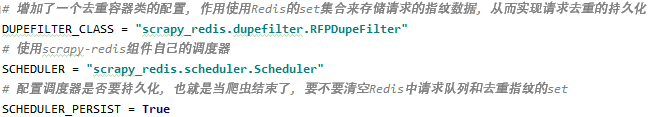 # 增加了一个去重容器类的配置, 作用使用Redis的set集合来存储请求的指纹数据, 从而实现请求去重的持久化
DUPEFILTER_CLASS = "scrapy_redis.dupefilter.RFPDupeFilter"
# 使用scrapy-redis组件自己的调度器
SCHEDULER = "scrapy_redis.scheduler.Scheduler"
# 配置调度器是否要持久化, 也就是当爬虫结束了, 要不要清空Redis中请求队列和去重指纹的set
SCHEDULER_PERSIST = True